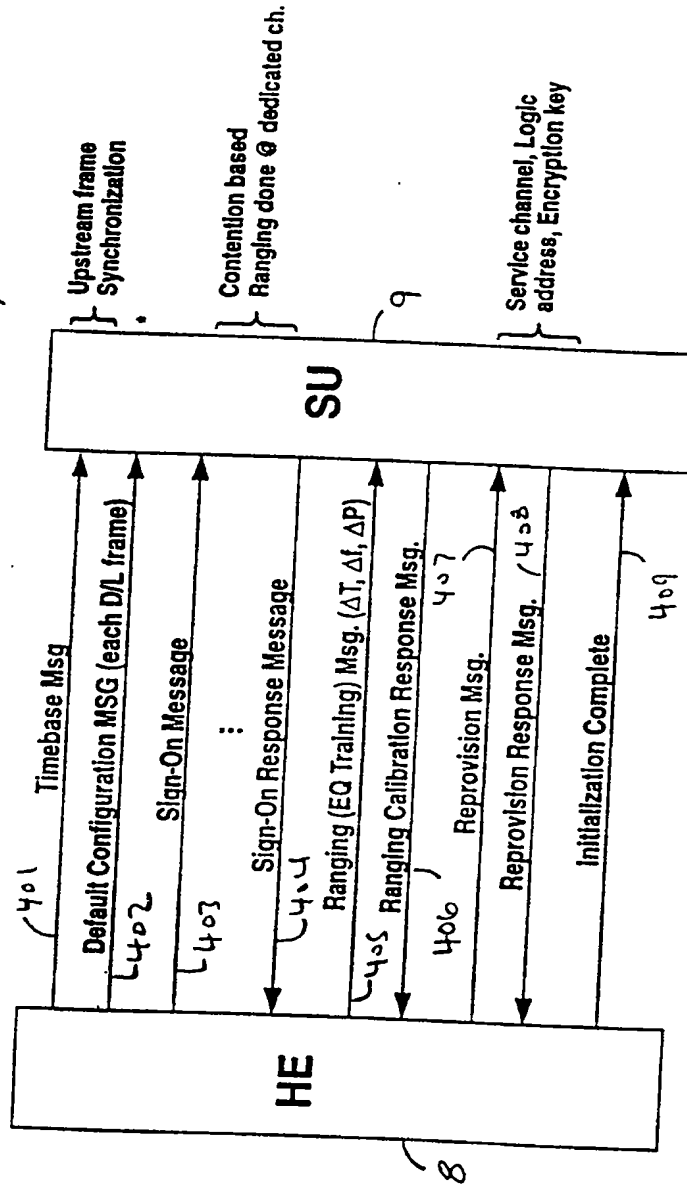 HE
8
SU
9
401
Timebase Msg
Default Configuration MSG (each D/L frame)
402
Sign-On Message
403
⋮
Sign-On Response Message
404
Ranging (EQ Training) Msg. (ΔT, Δf, ΔP)
405
Ranging Calibration Response Msg.
406
407
Reprovision Msg.
Reprovision Response Msg.
408
Initialization Complete
409
Upstream frame
Synchronization
Contention based
Ranging done @ dedicated ch.
Service channel, Logic
address, Encryption key